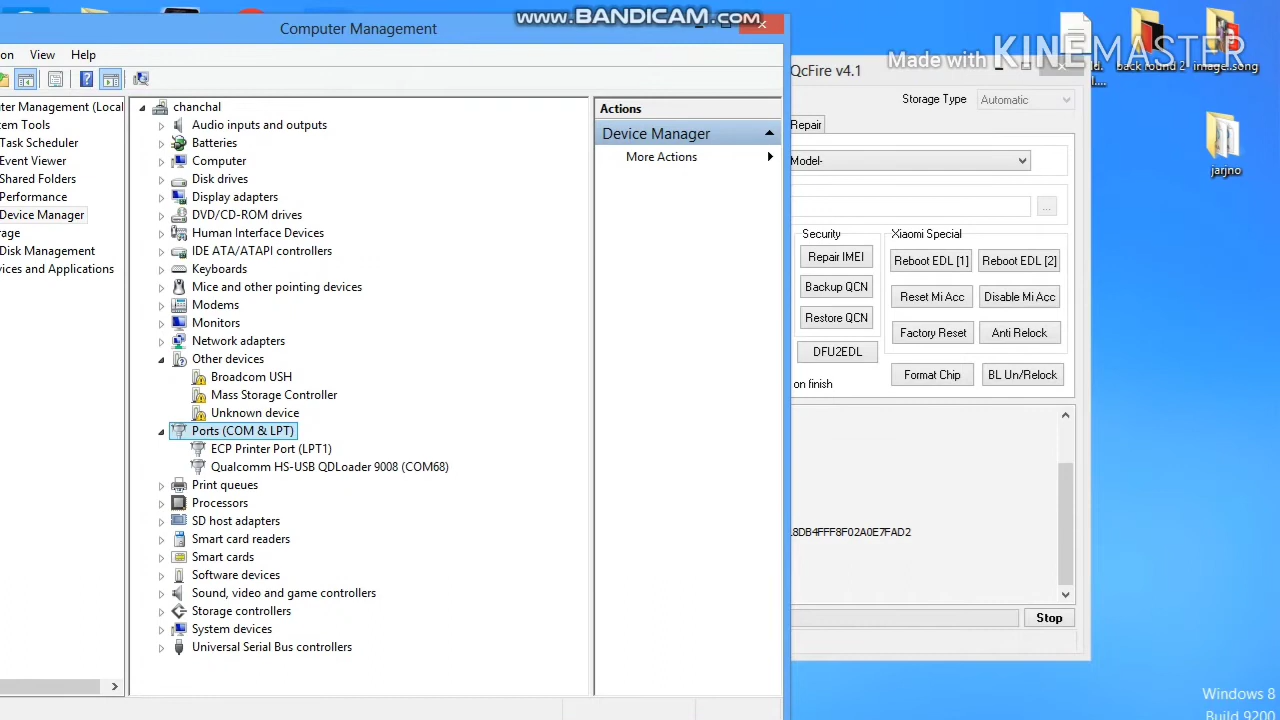 www.BANDICAM.com
Made with KINEMASTER
Computer Management
on View Help
ter Management (Local
em Tools
Task Scheduler
Event Viewer
Shared Folders
Performance
Device Manager
rage
Disk Management
vices and Applications
chanchal
Audio inputs and outputs
Batteries
Computer
Disk drives
Display adapters
DVD/CD-ROM drives
Human Interface Devices
IDE ATA/ATAPI controllers
Keyboards
Mice and other pointing devices
Modems
Monitors
Network adapters
Other devices
Broadcom USH
Mass Storage Controller
Unknown device
Ports (COM & LPT)
ECP Printer Port (LPT1)
Qualcomm HS-USB QDLoader 9008 (COM68)
Print queues
Processors
SD host adapters
Smart card readers
Smart cards
Software devices
Sound, video and game controllers
Storage controllers
System devices
Universal Serial Bus controllers
Actions
Device Manager
More Actions
QcFire v4.1
Storage Type Automatic
Repair
Model-
...
Security
Repair IMEI
Backup QCN
Restore QCN
DFU2EDL
on finish
Xiaomi Special
Reboot EDL [1] Reboot EDL [2]
Reset Mi Acc Disable Mi Acc
Factory Reset Anti Relock
Format Chip BL Un/Relock
8DB4FFF8F02A0E7FAD2
Stop
back round 2
image.song
jarjno
Windows 8
Build 9200